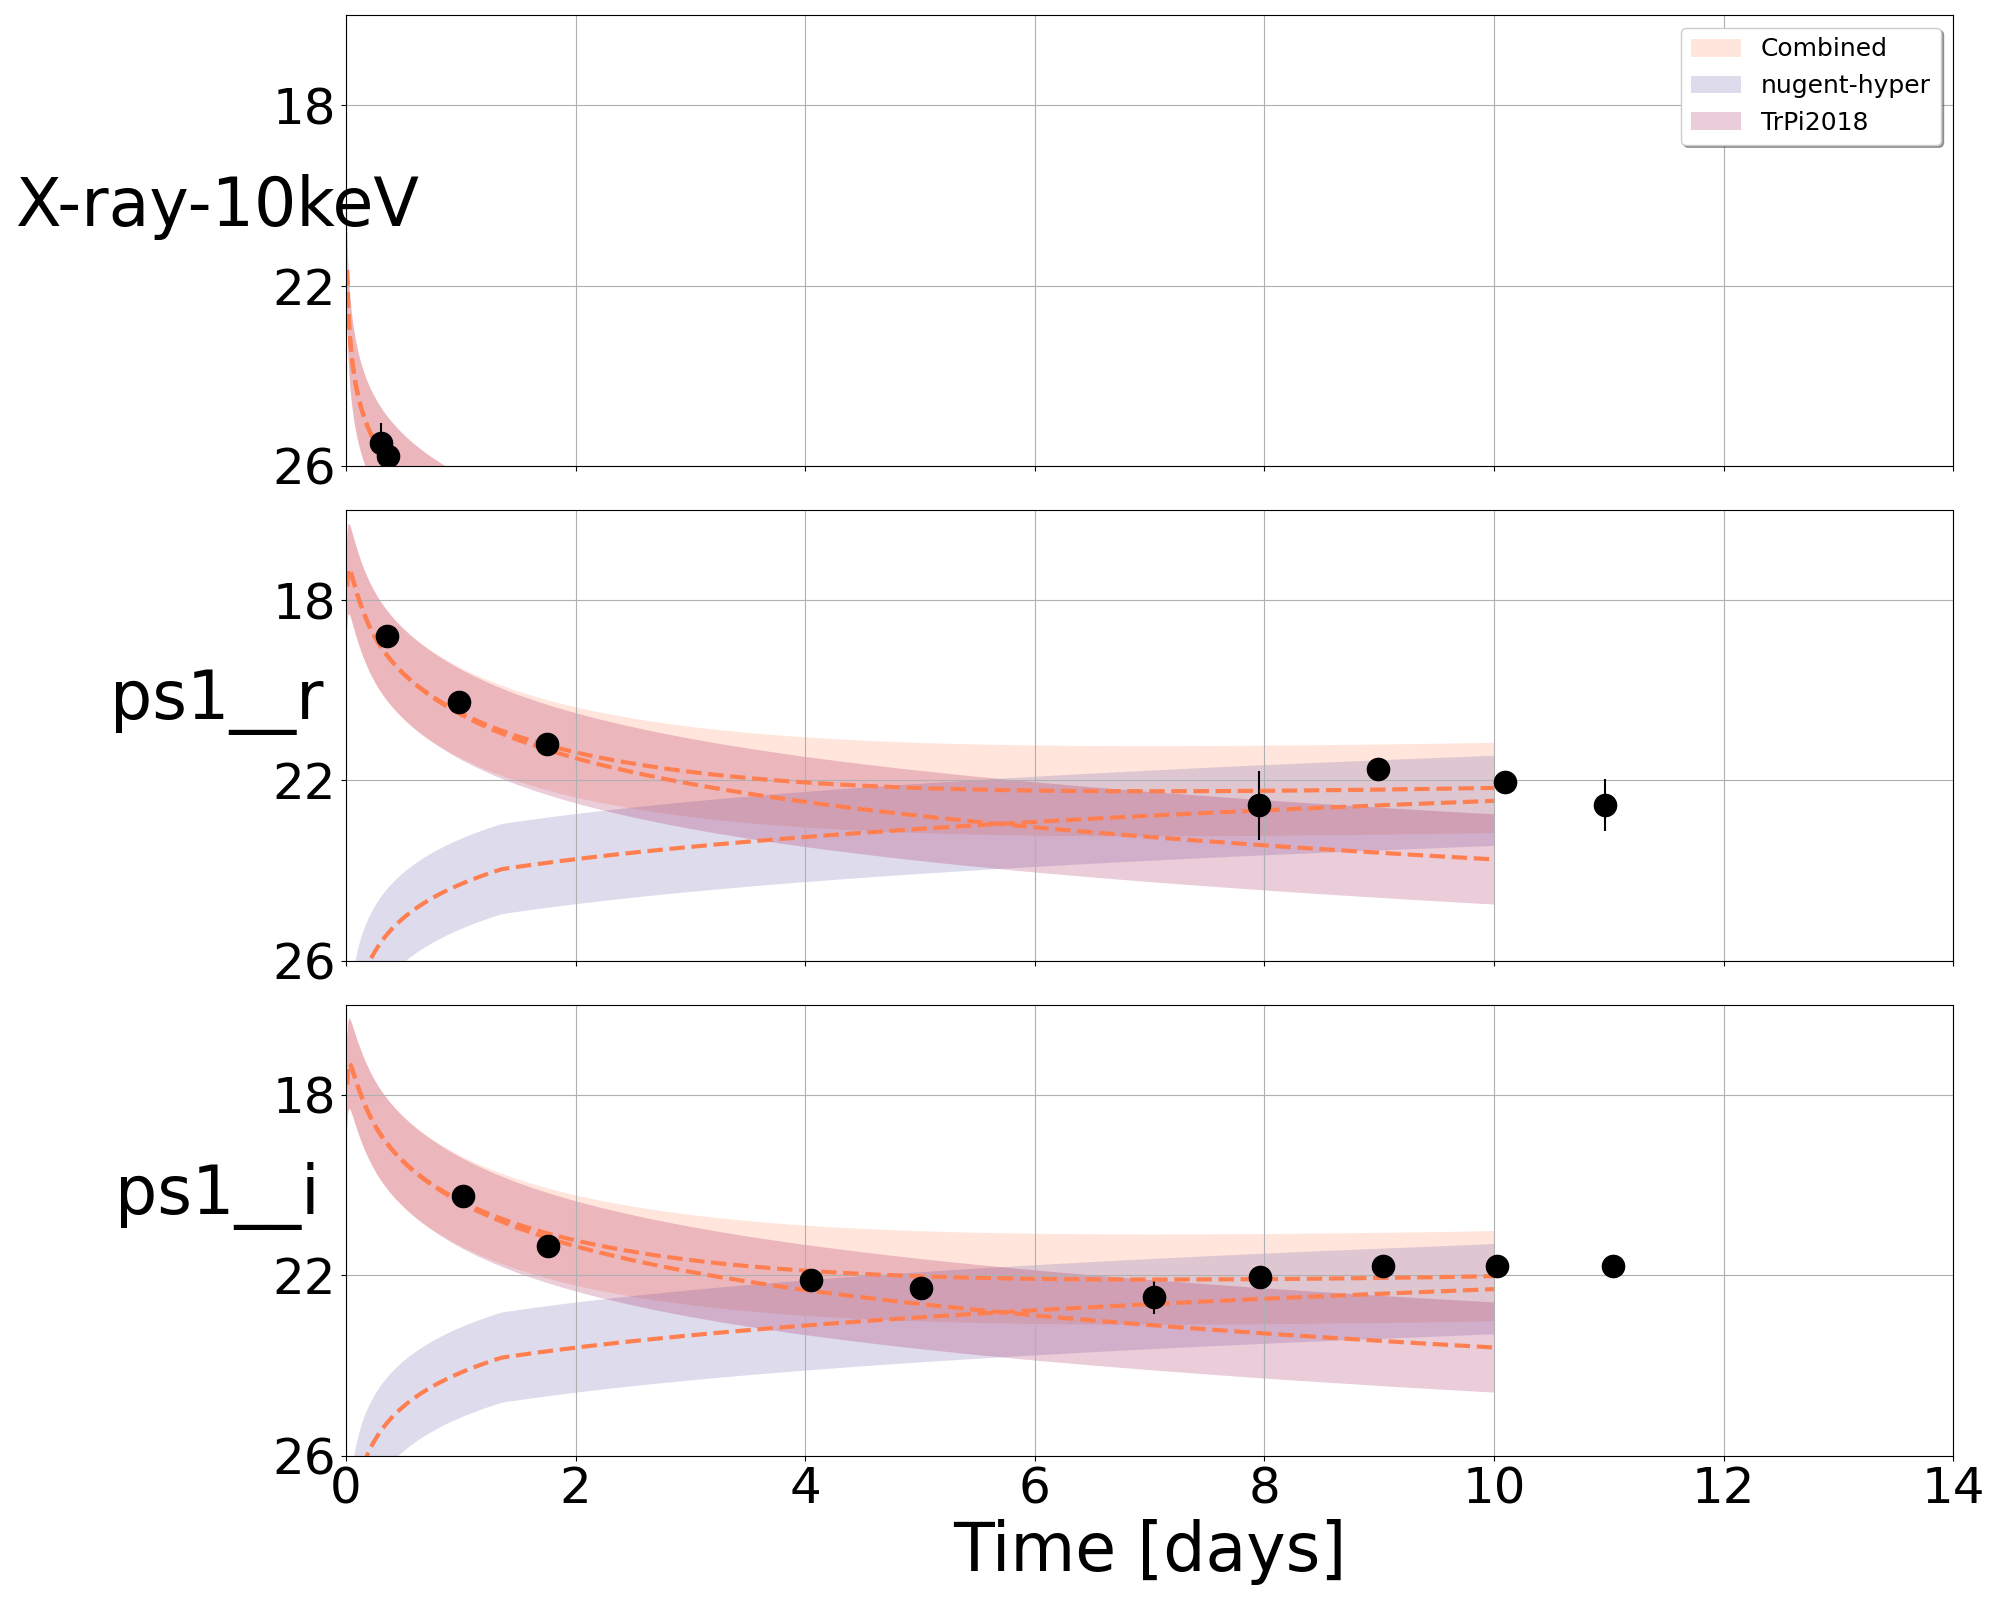 Combined
nugent-hyper
TrPi2018
18
X-ray-10keV
22
26
18
ps1__r
22
26
18
ps1__i
22
26
0 2 4 6 8 10 12 14
Time [days]